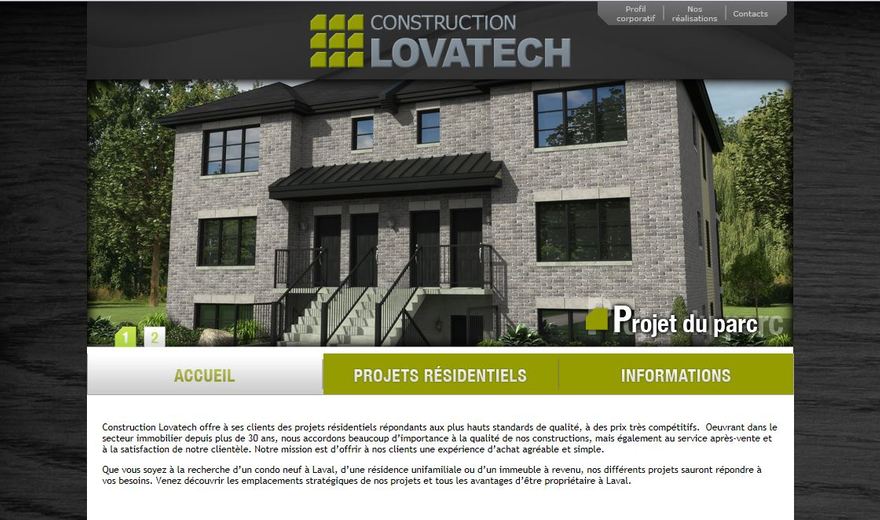 CONSTRUCTION
LOVATECH
Profil
corporatif
Nos
réalisations
Contacts
Projet du parc
1 2
ACCUEIL PROJETS RÉSIDENTIELS INFORMATIONS
Construction Lovatech offre à ses clients des projets résidentiels répondants aux plus hauts standards de qualité, à des prix très compétitifs. Oeuvrant dans le
secteur immobilier depuis plus de 30 ans, nous accordons beaucoup d'importance à la qualité de nos constructions, mais également au service après-vente et
à la satisfaction de notre clientèle. Notre mission est d'offrir à nos clients une expérience d'achat agréable et simple.
Que vous soyez à la recherche d'un condo neuf à Laval, d'une résidence unifamiliale ou d'un immeuble à revenu, nos différents projets sauront répondre à
vos besoins. Venez découvrir les emplacements stratégiques de nos projets et tous les avantages d'être propriétaire à Laval.